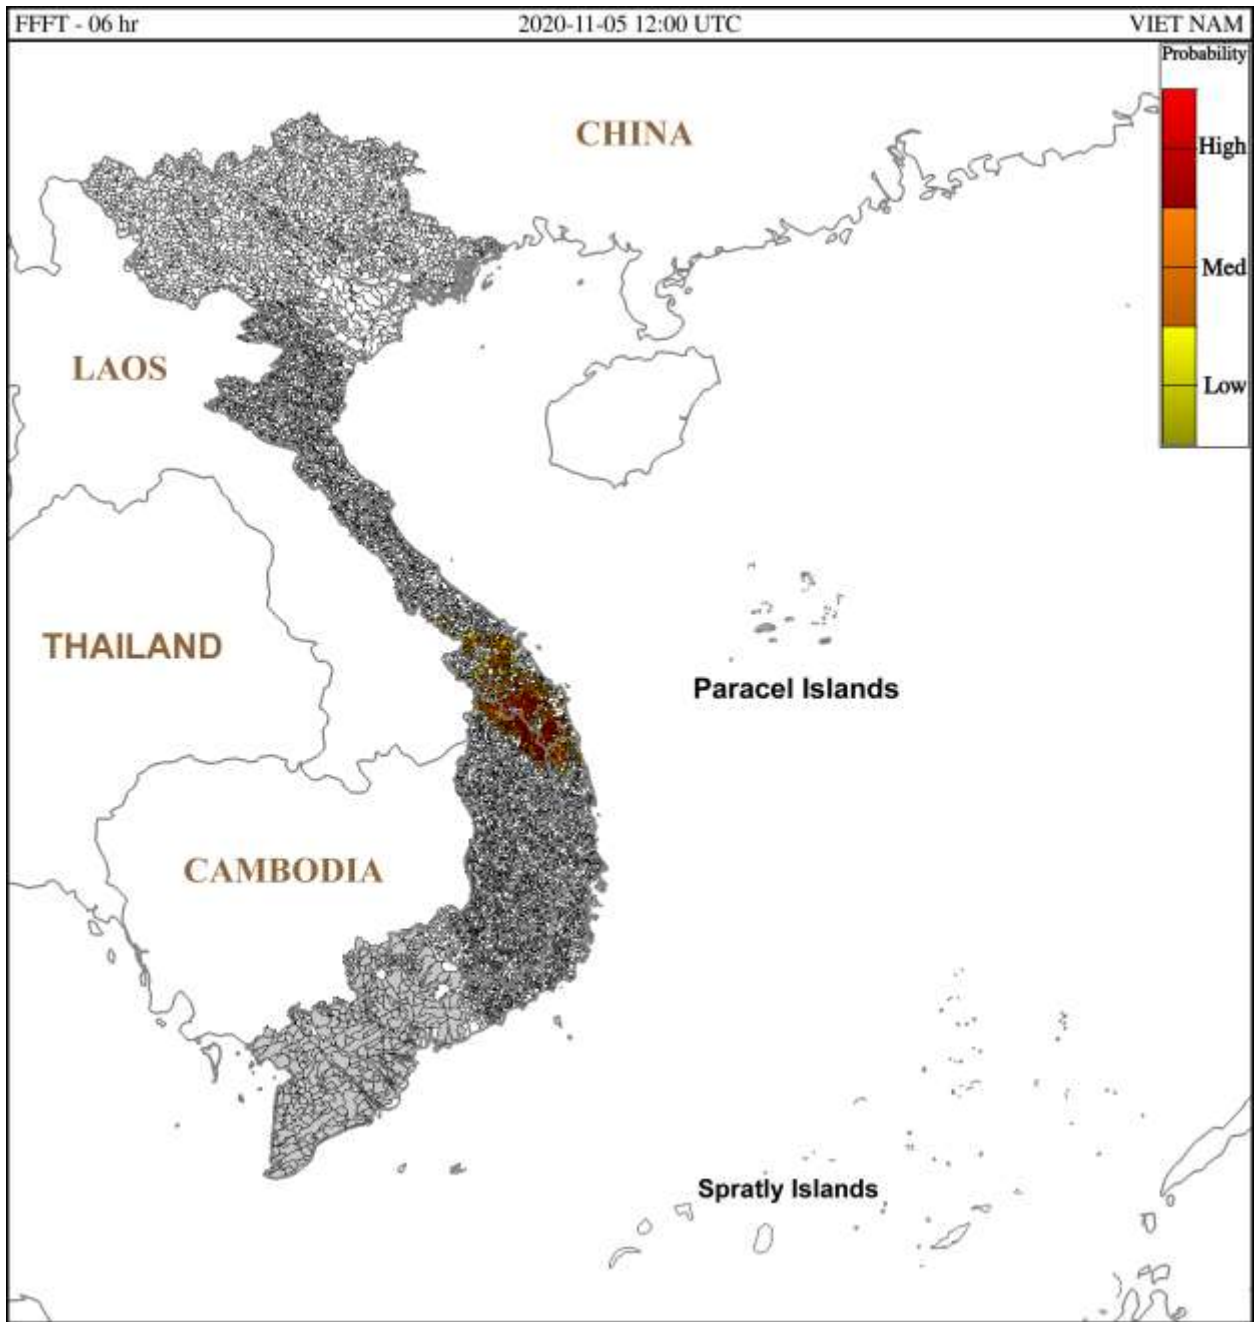 FFFT - 06 hr 2020-11-05 12:00 UTC VIET NAM
Probability
CHINA
High
Med
LAOS
Low
THAILAND
Paracel Islands
CAMBODIA
Spratly Islands